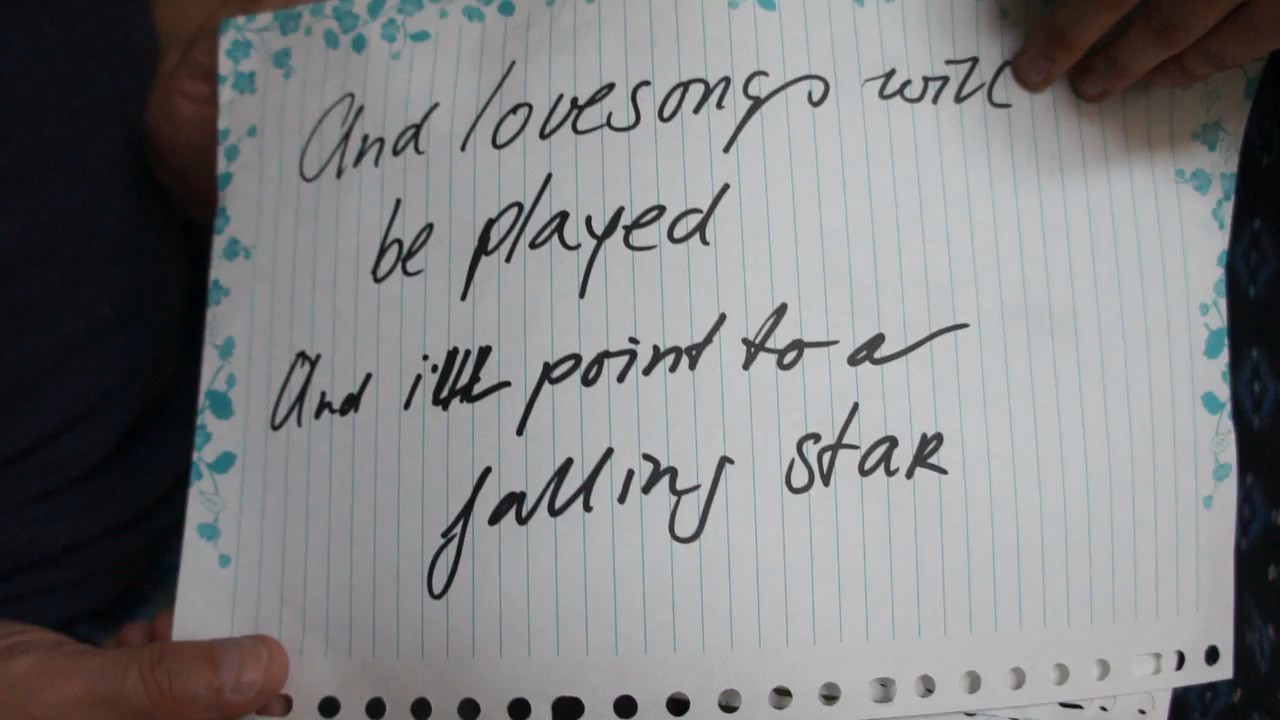 And lovesongs will
be played
And i'll point to a
falling star